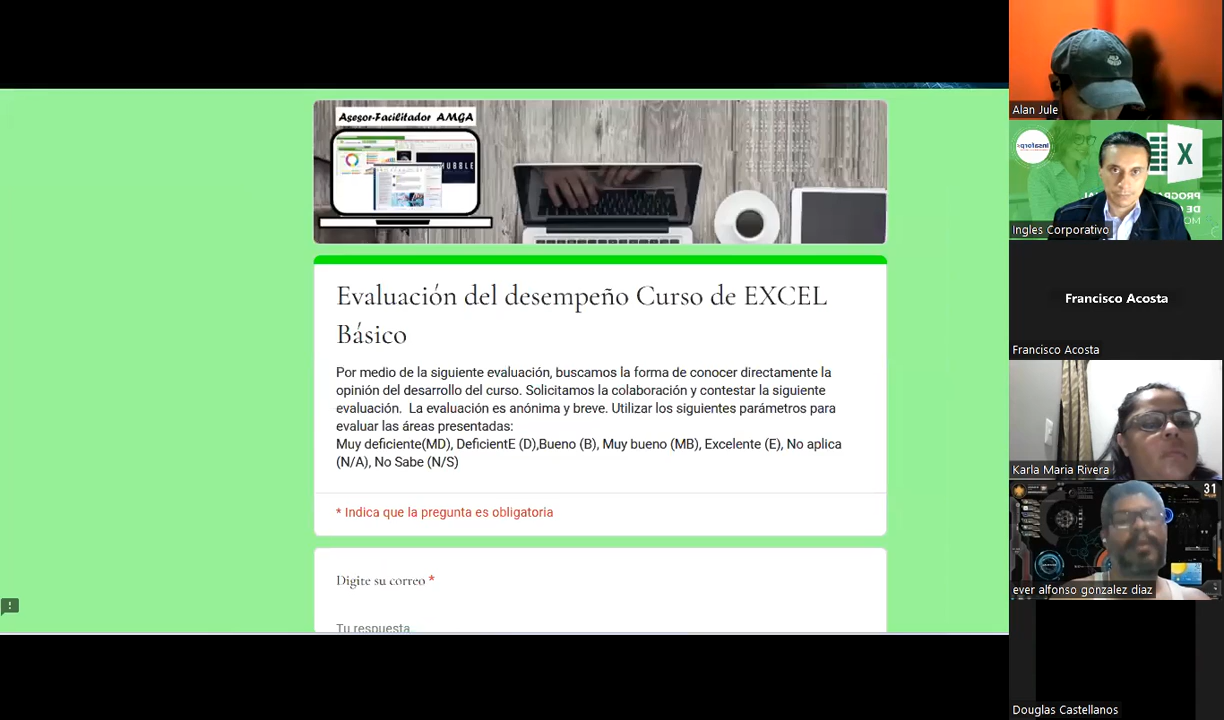 Asesor-Facilitador AMGA
Evaluación del desempeño Curso de EXCEL
Básico
Por medio de la siguiente evaluación, buscamos la forma de conocer directamente la
opinión del desarrollo del curso. Solicitamos la colaboración y contestar la siguiente
evaluación. La evaluación es anónima y breve. Utilizar los siguientes parámetros para
evaluar las áreas presentadas:
Muy deficiente(MD), DeficientE (D),Bueno (B), Muy bueno (MB), Excelente (E), No aplica
(N/A), No Sabe (N/S)
* Indica que la pregunta es obligatoria
Digite su correo *
Tu respuesta
Alan Jule
X
Ingles Corporativo
Francisco Acosta
Francisco Acosta
Karla Maria Rivera
31
ever alfonso gonzalez diaz
Douglas Castellanos